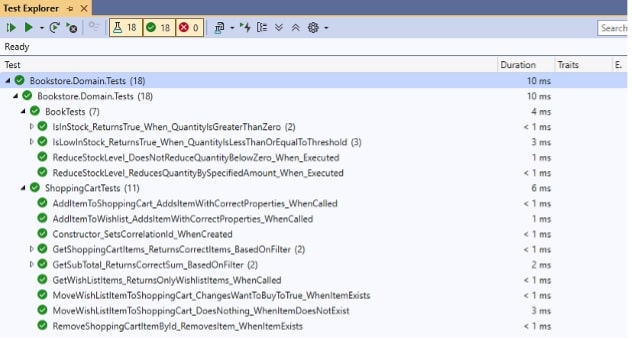 Test Explorer
18 18 0
Search
Ready
Test Duration Traits E.
Bookstore.Domain.Tests (18) 10 ms
Bookstore.Domain.Tests (18) 10 ms
BookTests (7) 4 ms
IsInStock_ReturnsTrue_When_QuantityIsGreaterThanZero (2) < 1 ms
IsLowInStock_ReturnsTrue_When_QuantityIsLessThanOrEqualToThreshold (3) 3 ms
ReduceStockLevel_DoesNotReduceQuantityBelowZero_When_Executed 1 ms
ReduceStockLevel_ReducesQuantityBySpecifiedAmount_When_Executed < 1 ms
ShoppingCartTests (11) 6 ms
AddItemToShoppingCart_AddsItemWithCorrectProperties_WhenCalled < 1 ms
AddItemToWishlist_AddsItemWithCorrectProperties_WhenCalled 1 ms
Constructor_SetsCorrelationId_WhenCreated < 1 ms
GetShoppingCartItems_ReturnsCorrectItems_BasedOnFilter (2) < 1 ms
GetSubTotal_ReturnsCorrectSum_BasedOnFilter (2) 2 ms
GetWishListItems_ReturnsOnlyWishlistItems_WhenCalled < 1 ms
MoveWishListItemToShoppingCart_ChangesWantToBuyToTrue_WhenItemExists < 1 ms
MoveWishListItemToShoppingCart_DoesNothing_WhenItemDoesNotExist 3 ms
RemoveShoppingCartItemById_RemovesItem_WhenItemExists < 1 ms